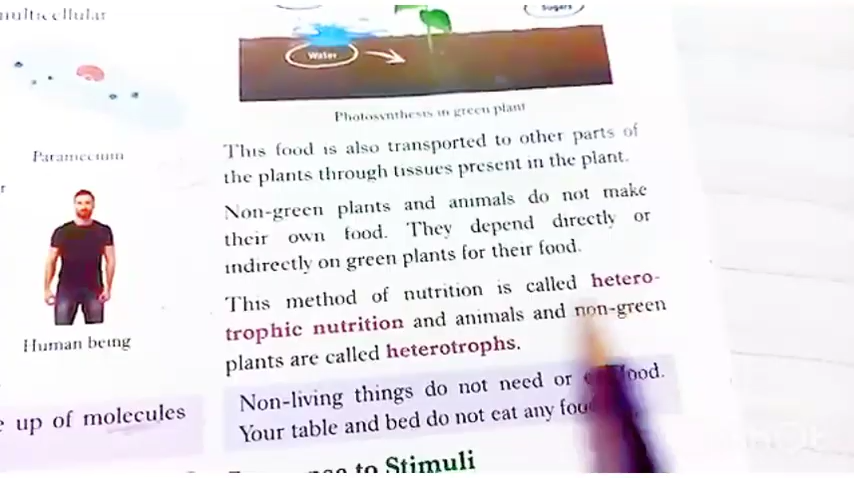 multicellular
Sugars
Water
Photosynthesis in green plant
Paramecium
Human being
up of molecules
This food is also transported to other parts of
the plants through tissues present in the plant.
Non-green plants and animals do not make
their own food. They depend directly or
indirectly on green plants for their food.
This method of nutrition is called hetero-
trophic nutrition and animals and non-green
plants are called heterotrophs.
Non-living things do not need or food.
Your table and bed do not eat any
to Stimuli